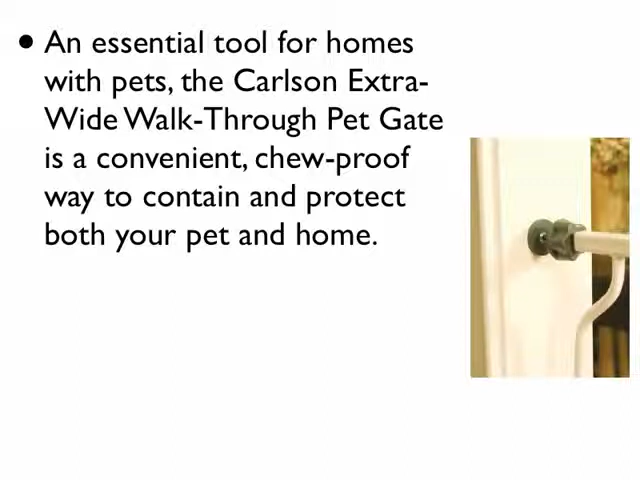 • An essential tool for homes
with pets, the Carlson Extra-
Wide Walk-Through Pet Gate
is a convenient, chew-proof
way to contain and protect
both your pet and home.